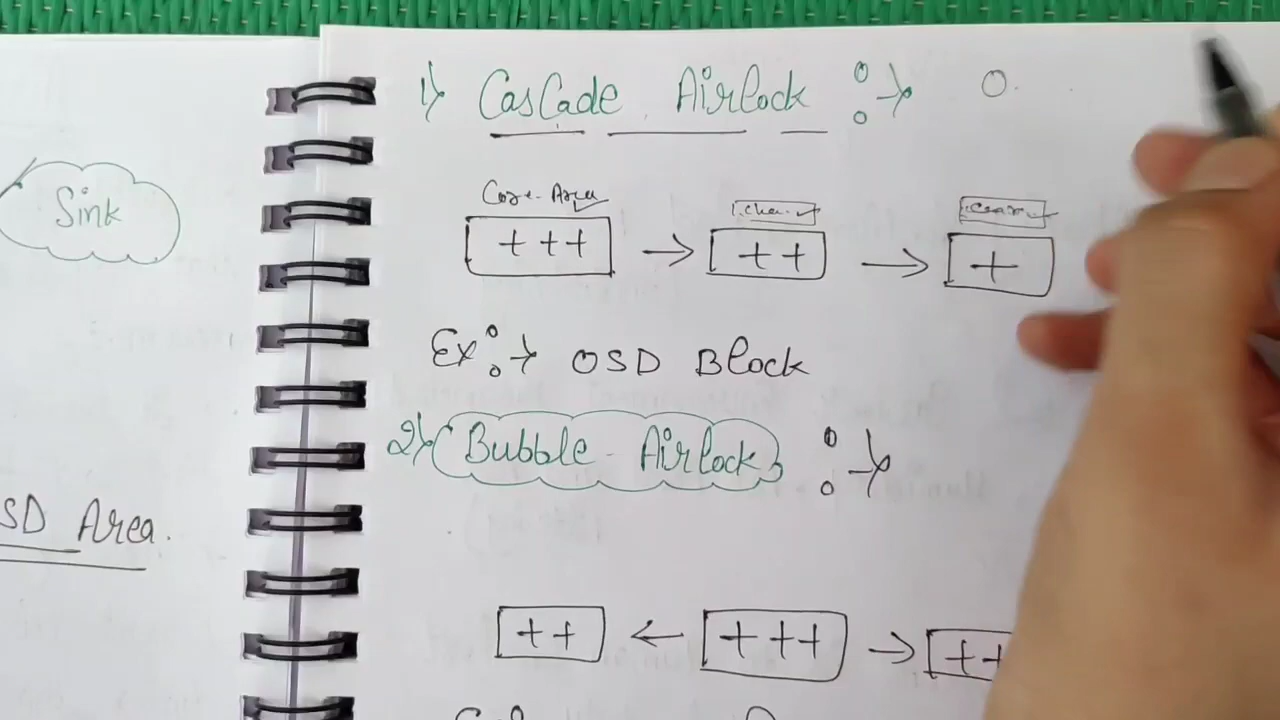 Sink
SD Area.
1) Cascade Airlock :→ O.
Core Area
+++ → ++ → +
Ex:→ OSD Block
2) Bubble Airlock :→
++ ← +++ → ++